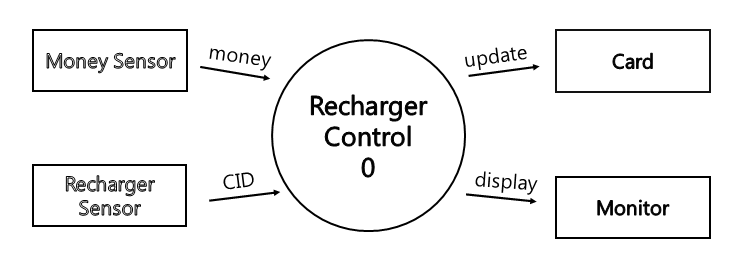 Money Sensor
money
Recharger
Control
0
update
Card
Recharger
Sensor
CID
display
Monitor